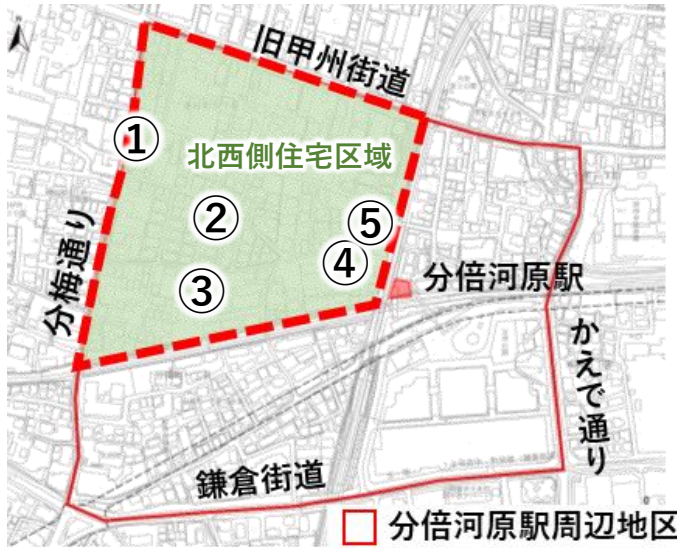 旧甲州街道
①
北西側住宅区域
②
⑤
④
③
分梅通り
分倍河原駅
かえで通り
鎌倉街道
分倍河原駅周辺地区